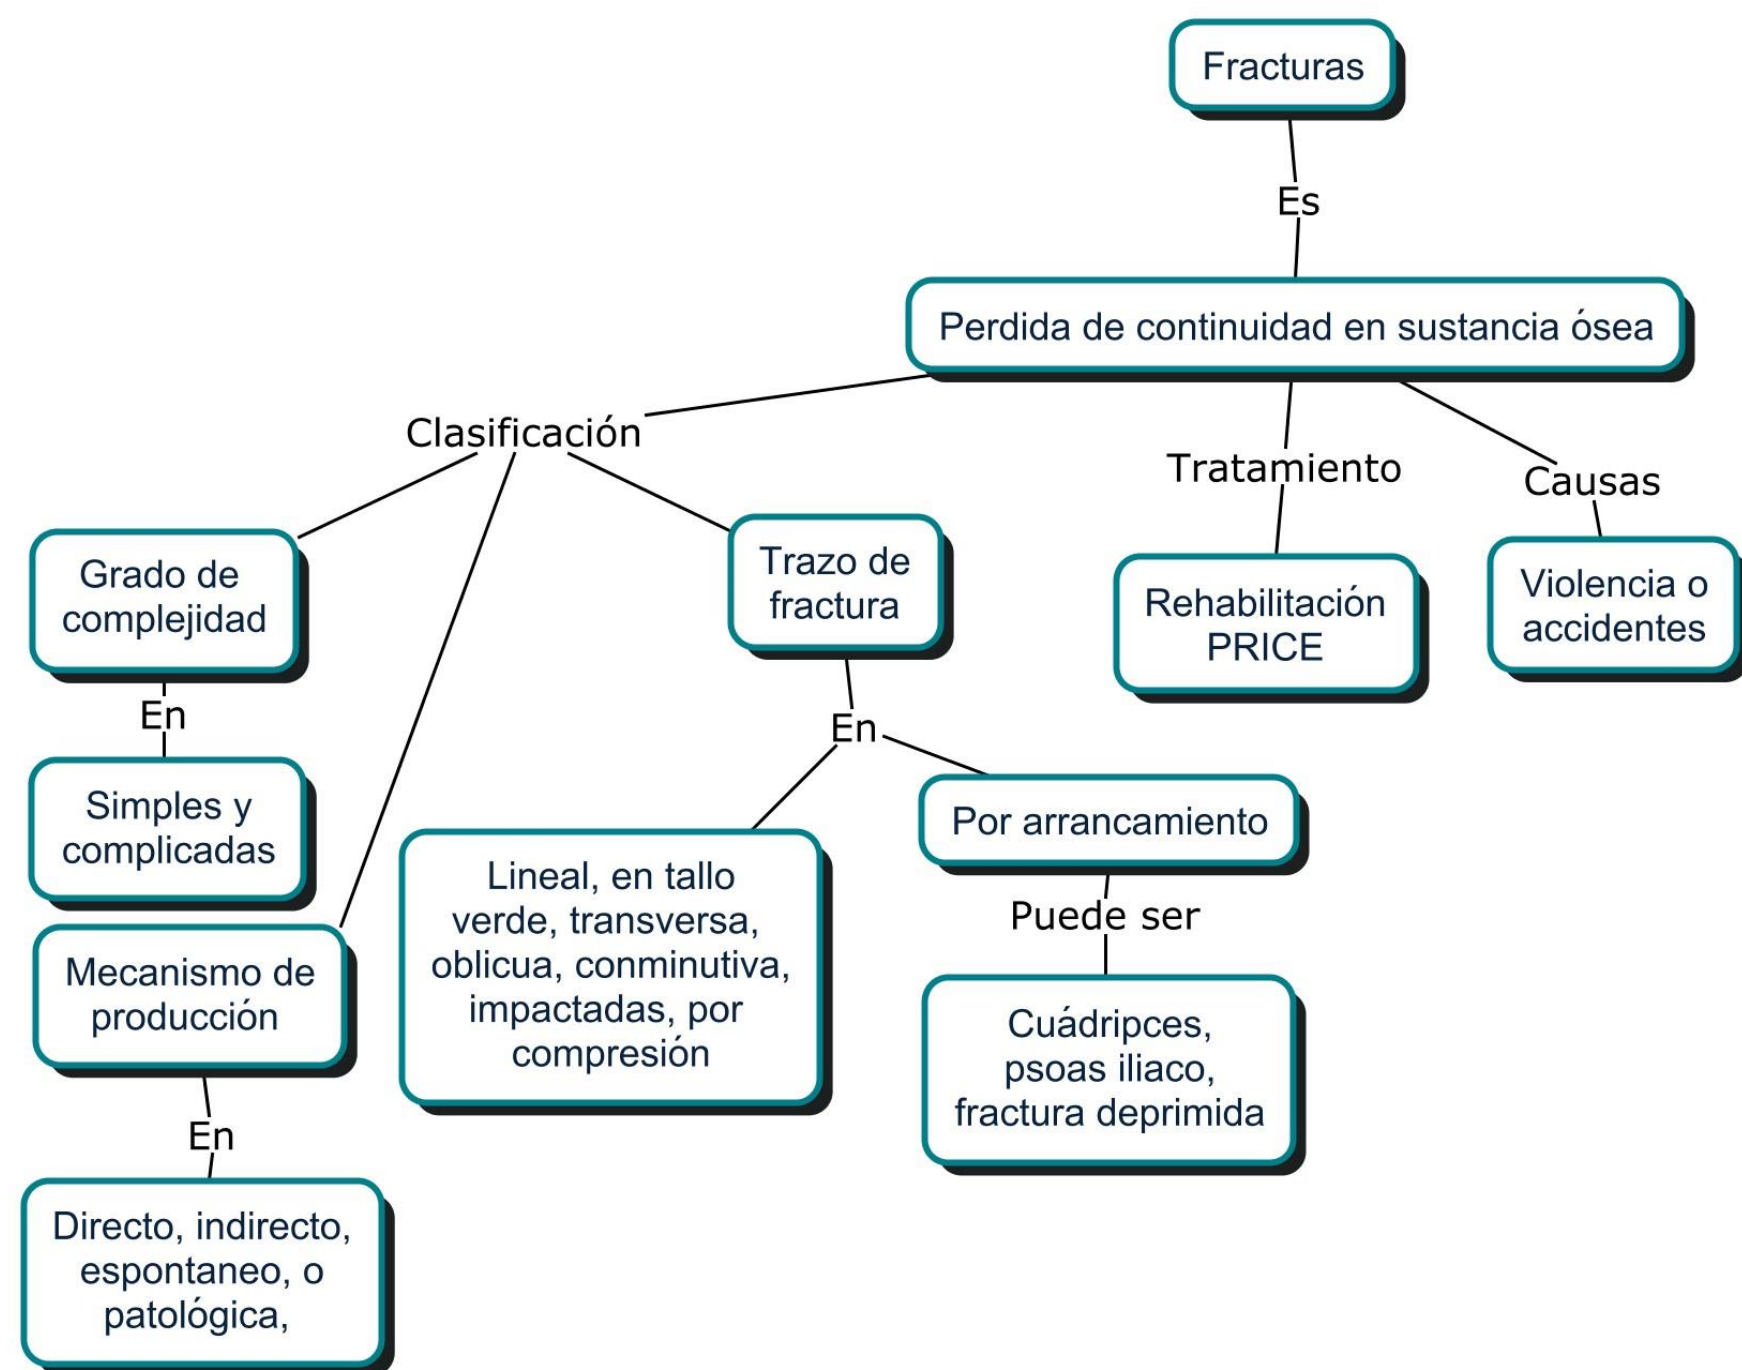 Fracturas
Es
Perdida de continuidad en sustancia ósea
Clasificación
Tratamiento
Causas
Grado de
complejidad
En
Simples y
complicadas
Mecanismo de
producción
En
Directo, indirecto,
espontaneo, o
patológica,
Trazo de
fractura
En
Lineal, en tallo
verde, transversa,
oblicua, conminutiva,
impactadas, por
compresión
Por arrancamiento
Puede ser
Cuádripces,
psoas iliaco,
fractura deprimida
Rehabilitación
PRICE
Violencia o
accidentes